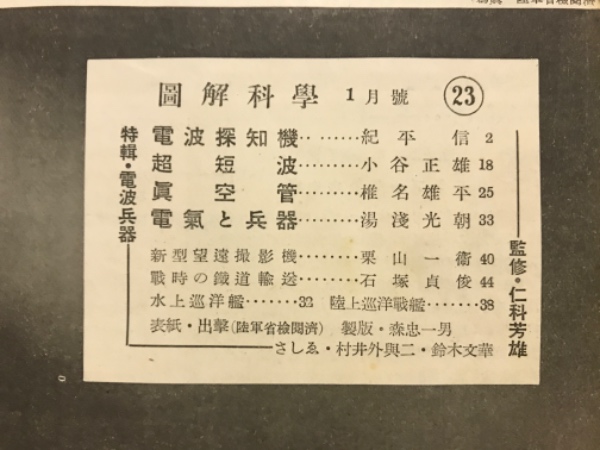 圖解科學 1月號 23
特輯・電波兵器
電波探知機………紀平信 2
超短波………小谷正雄 18
眞空管………椎名雄平 25
電氣と兵器………湯淺光朝 33
新型望遠撮影機………栗山一衞 40
戰時の鐵道輸送………石塚貞俊 44
水上巡洋艦………32 陸上巡洋戰艦………38
表紙・出擊(陸軍省檢閱濟) 製版・森忠一男
さしゑ・村井外與二・鈴木文華
監修・仁科芳雄